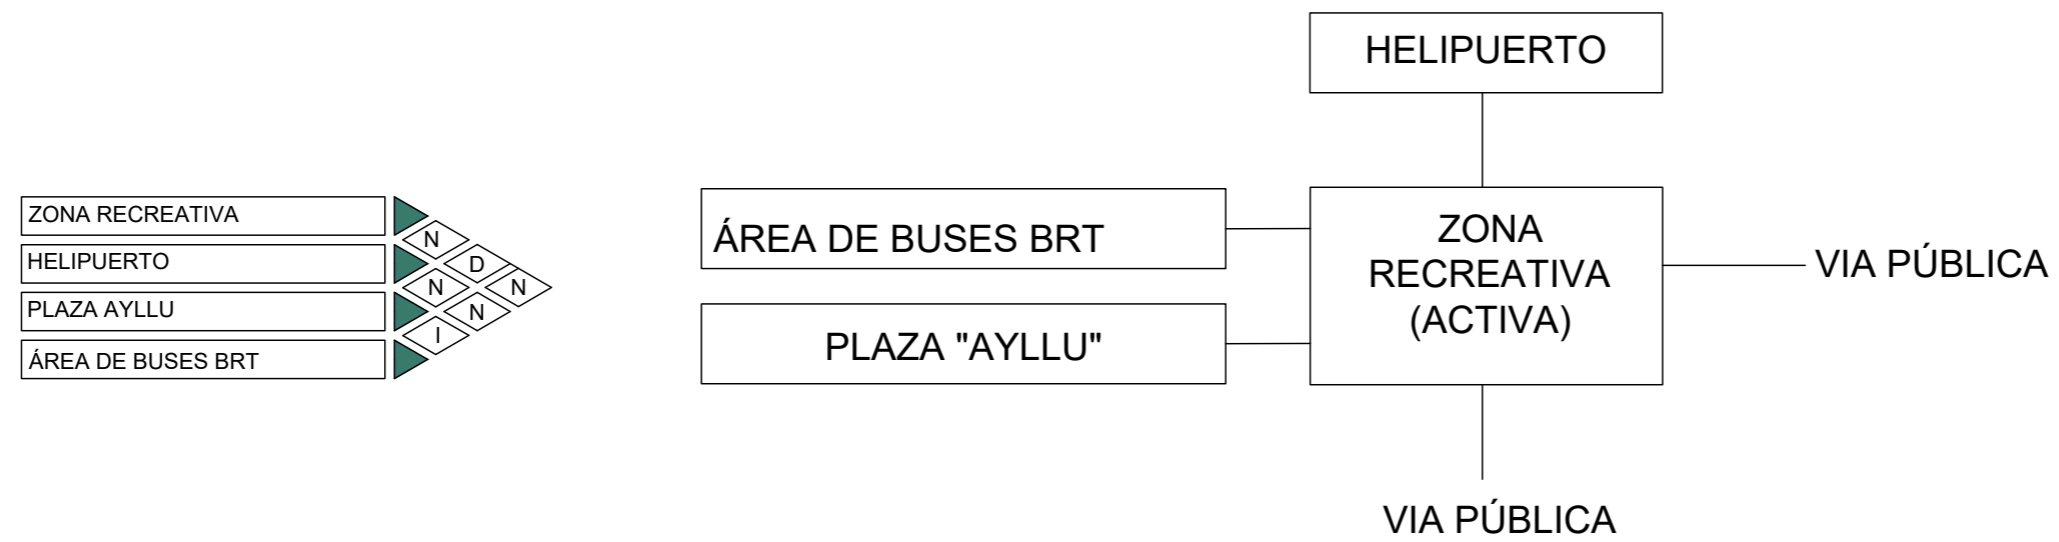 HELIPUERTO
ZONA RECREATIVA
HELIPUERTO
PLAZA AYLLU
ÁREA DE BUSES BRT
N
D
N
N
N
I
ÁREA DE BUSES BRT
PLAZA "AYLLU"
ZONA
RECREATIVA
(ACTIVA)
VIA PÚBLICA
VIA PÚBLICA